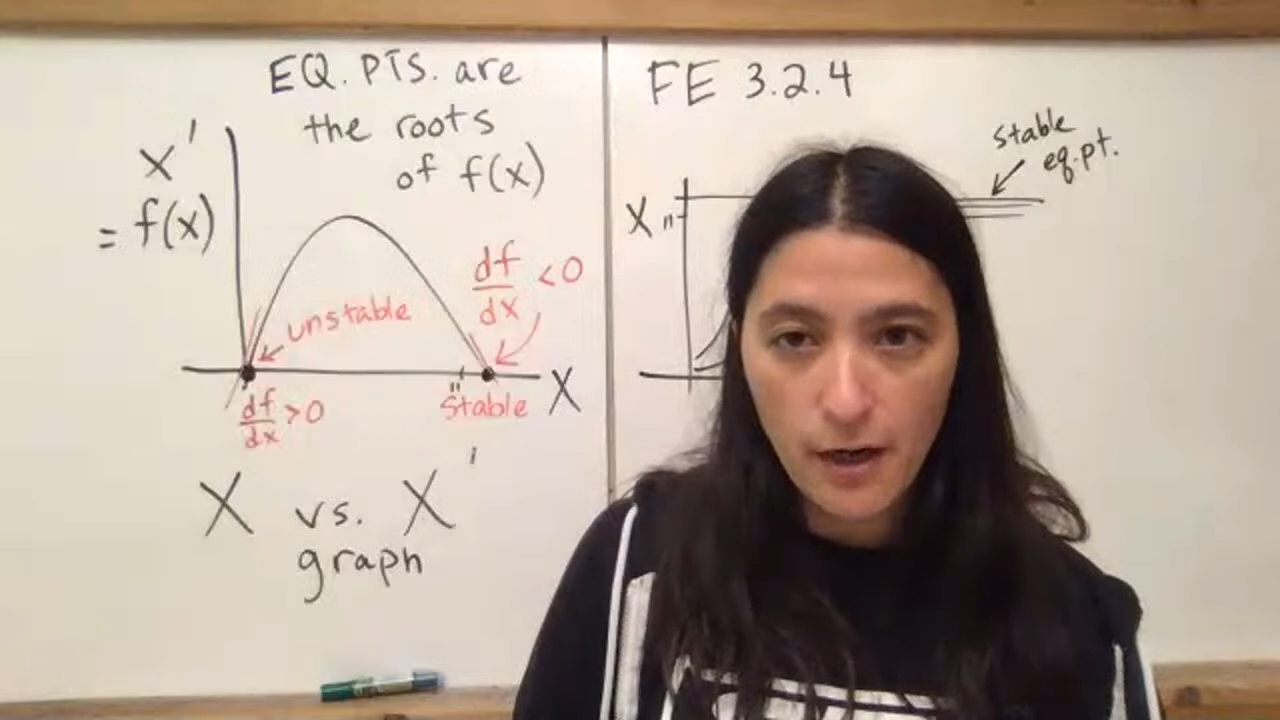 EQ. PTS. are
the roots
of f(x)
x'
= f(x)
df/dx < 0
unstable
df/dx > 0
stable
X
X vs. X'
graph
FE 3.2.4
stable
eq.pt.
X